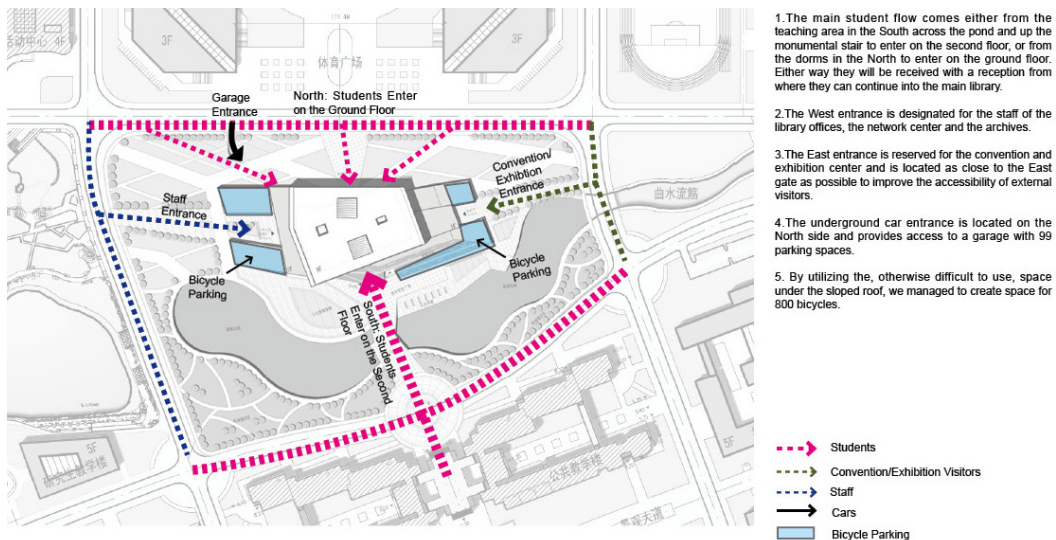 活动中心 4F
3F
体育广场
3F
Garage
Entrance
North: Students Enter
on the Ground Floor
Convention/
Exhibition
Entrance
Staff
Entrance
曲水流觞
Bicycle
Parking
Bicycle
Parking
South: Students
Enter on the Second
Floor
5F
公共教学楼
5F
1.The main student flow comes either from the
teaching area in the South across the pond and up the
monumental stair to enter on the second floor, or from
the dorms in the North to enter on the ground floor.
Either way they will be received with a reception from
where they can continue into the main library.
2.The West entrance is designated for the staff of the
library offices, the network center and the archives.
3.The East entrance is reserved for the convention and
exhibition center and is located as close to the East
gate as possible to improve the accessibility of external
visitors.
4.The underground car entrance is located on the
North side and provides access to a garage with 99
parking spaces.
5. By utilizing the, otherwise difficult to use, space
under the sloped roof, we managed to create space for
800 bicycles.
Students
Convention/Exhibition Visitors
Staff
Cars
Bicycle Parking